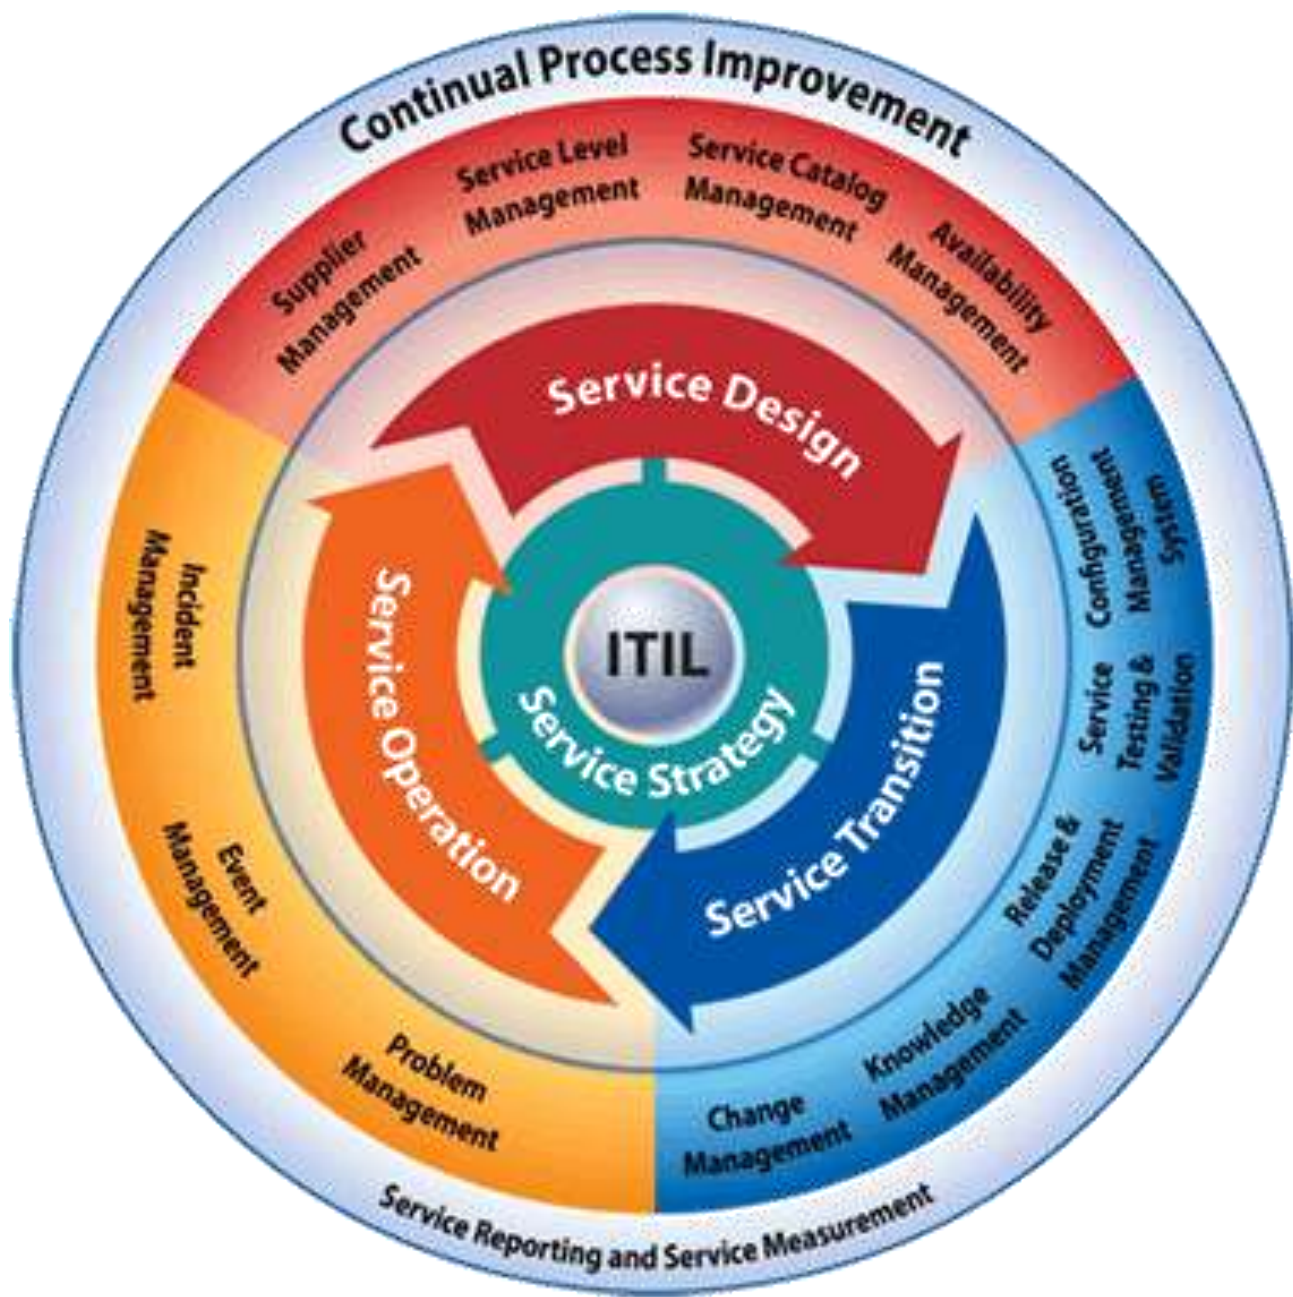 Continual Process Improvement
Supplier
Management
Service Level
Management
Service Catalog
Management
Availability
Management
Configuration
Management
System
Service
Testing &
Validation
Release &
Deployment
Management
Knowledge
Management
Change
Management
Problem
Management
Event
Management
Incident
Management
Service Design
Service Transition
Service Operation
Service Strategy
ITIL
Service Reporting and Service Measurement